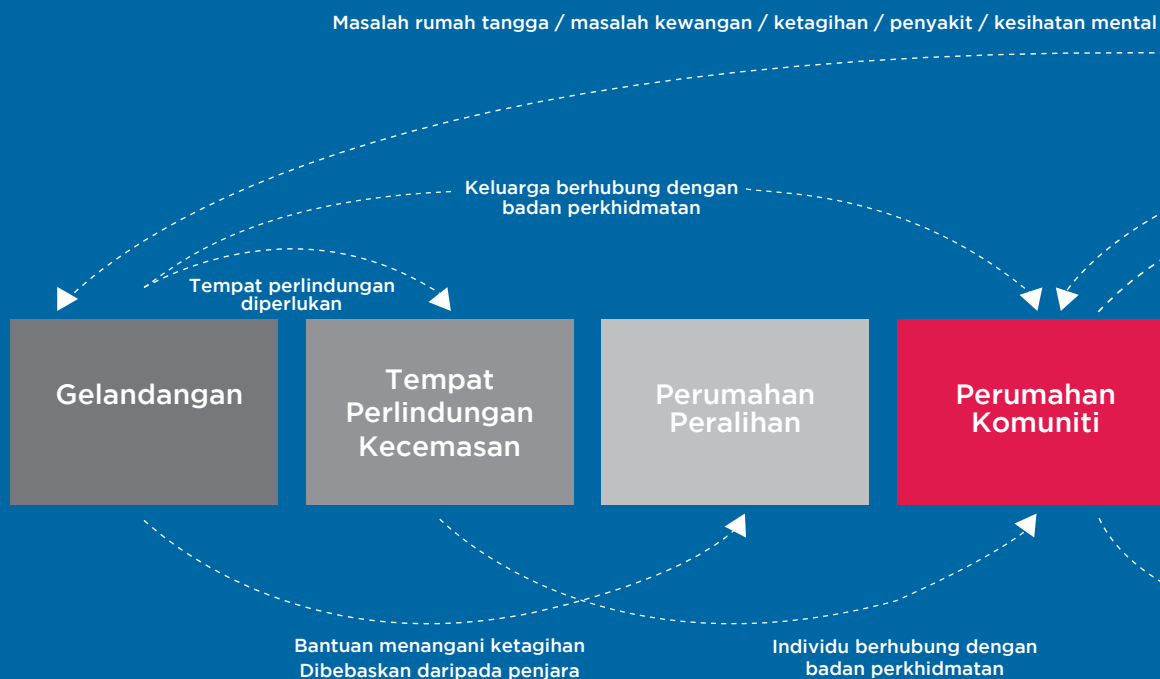 Masalah rumah tangga / masalah kewangan / ketagihan / penyakit / kesihatan mental
Keluarga berhubung dengan
badan perkhidmatan
Tempat perlindungan
diperlukan
Gelandangan
Tempat
Perlindungan
Kecemasan
Perumahan
Peralihan
Perumahan
Komuniti
Bantuan menangani ketagihan
Dibebaskan daripada penjara
Individu berhubung dengan
badan perkhidmatan